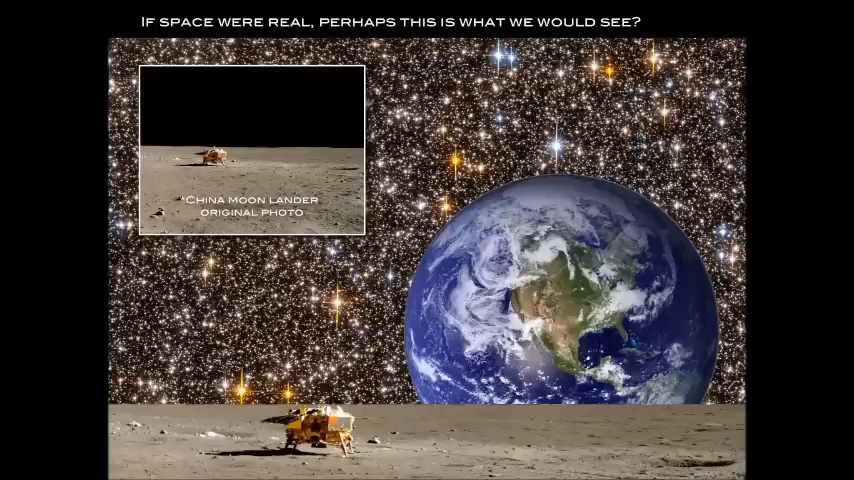 If space were real, perhaps this is what we would see?
*China moon lander
original photo